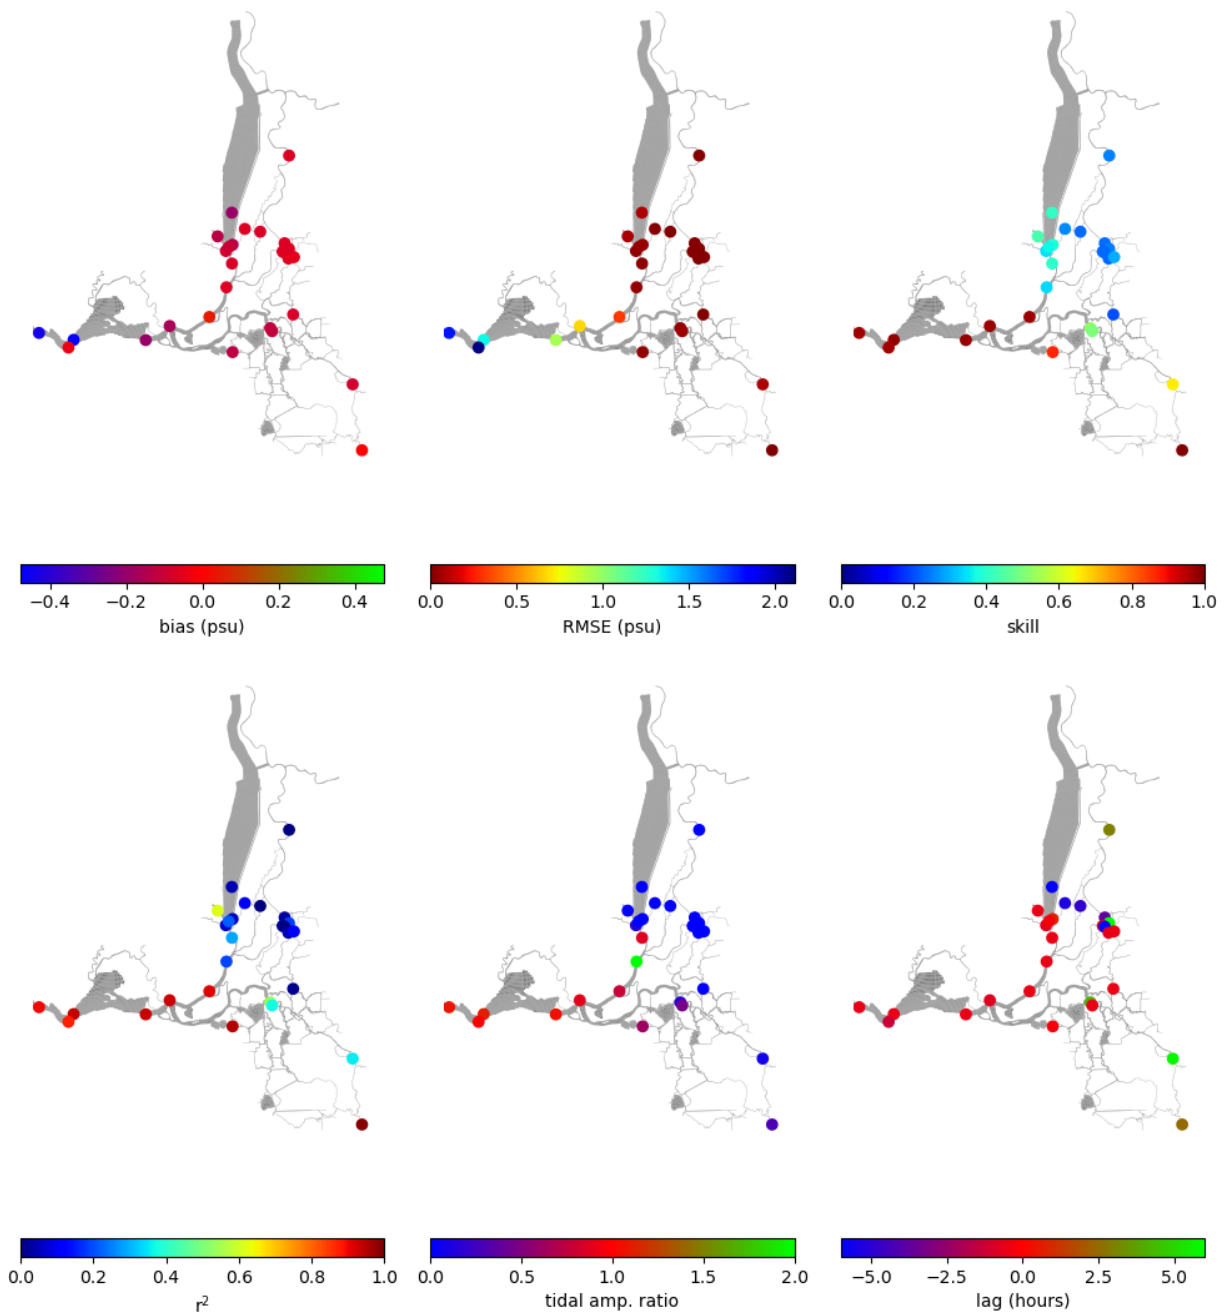 −0.4 −0.2 0.0 0.2 0.4
bias (psu)
0.0 0.5 1.0 1.5 2.0
RMSE (psu)
0.0 0.2 0.4 0.6 0.8 1.0
skill
0.0 0.2 0.4 0.6 0.8 1.0
r²
0.0 0.5 1.0 1.5 2.0
tidal amp. ratio
−5.0 −2.5 0.0 2.5 5.0
lag (hours)